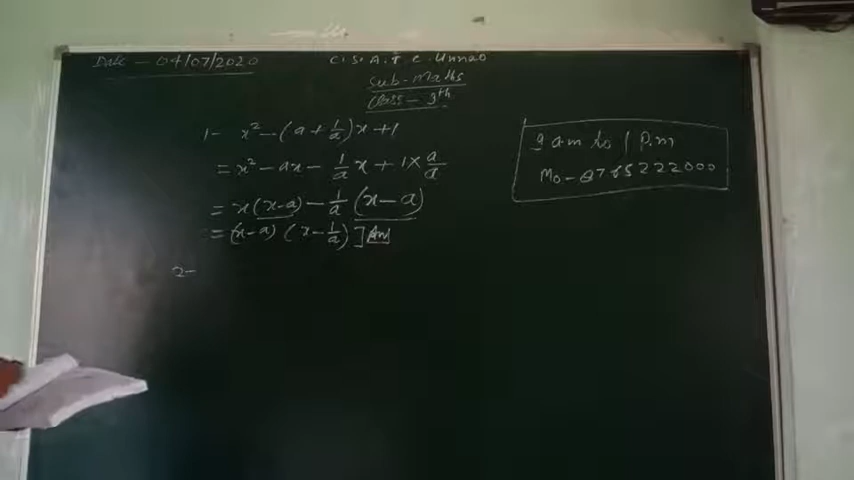 Date - 04/07/2020
C.S.A.T.C. Unnao
Sub - Maths
Class - 9th
1- x² - (a + 1/a)x + 1
= x² - ax - 1/a x + 1 × a/a
= x(x-a) - 1/a (x-a)
= (x-a) (x - 1/a) ] Ans
2-
9 am to 1 P.m
Mo -